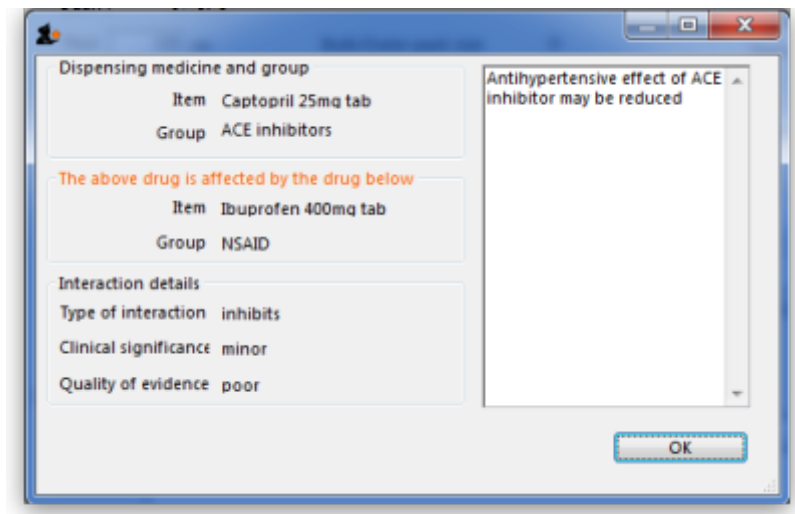 Dispensing medicine and group
Item Captopril 25mg tab
Group ACE inhibitors
The above drug is affected by the drug below
Item Ibuprofen 400mg tab
Group NSAID
Interaction details
Type of interaction inhibits
Clinical significance minor
Quality of evidence poor
Antihypertensive effect of ACE
inhibitor may be reduced
OK